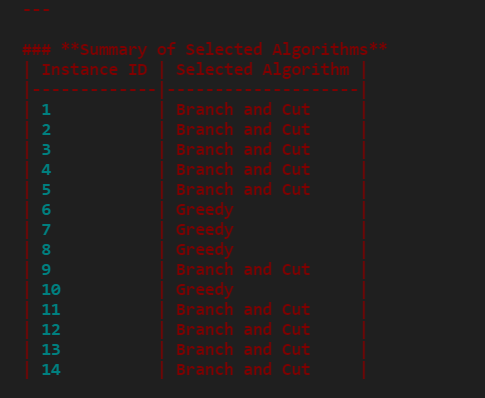 ---
### **Summary of Selected Algorithms**
| Instance ID | Selected Algorithm |
|-------------|--------------------|
| 1 | Branch and Cut |
| 2 | Branch and Cut |
| 3 | Branch and Cut |
| 4 | Branch and Cut |
| 5 | Branch and Cut |
| 6 | Greedy |
| 7 | Greedy |
| 8 | Greedy |
| 9 | Branch and Cut |
| 10 | Greedy |
| 11 | Branch and Cut |
| 12 | Branch and Cut |
| 13 | Branch and Cut |
| 14 | Branch and Cut |